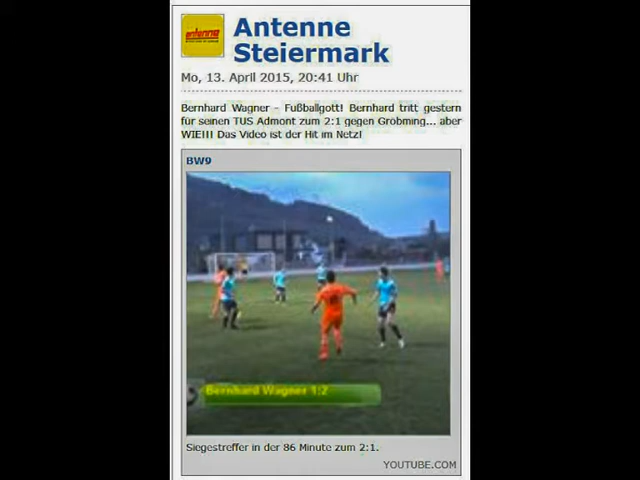 antenne
Antenne
Steiermark
Mo, 13. April 2015, 20:41 Uhr
Bernhard Wagner - Fußballgott! Bernhard tritt gestern
für seinen TUS Admont zum 2:1 gegen Gröbming... aber
WIE!!! Das Video ist der Hit im Netz!
BW9
Bernhard Wagner 1:2
Siegestreffer in der 86 Minute zum 2:1.
YOUTUBE.COM